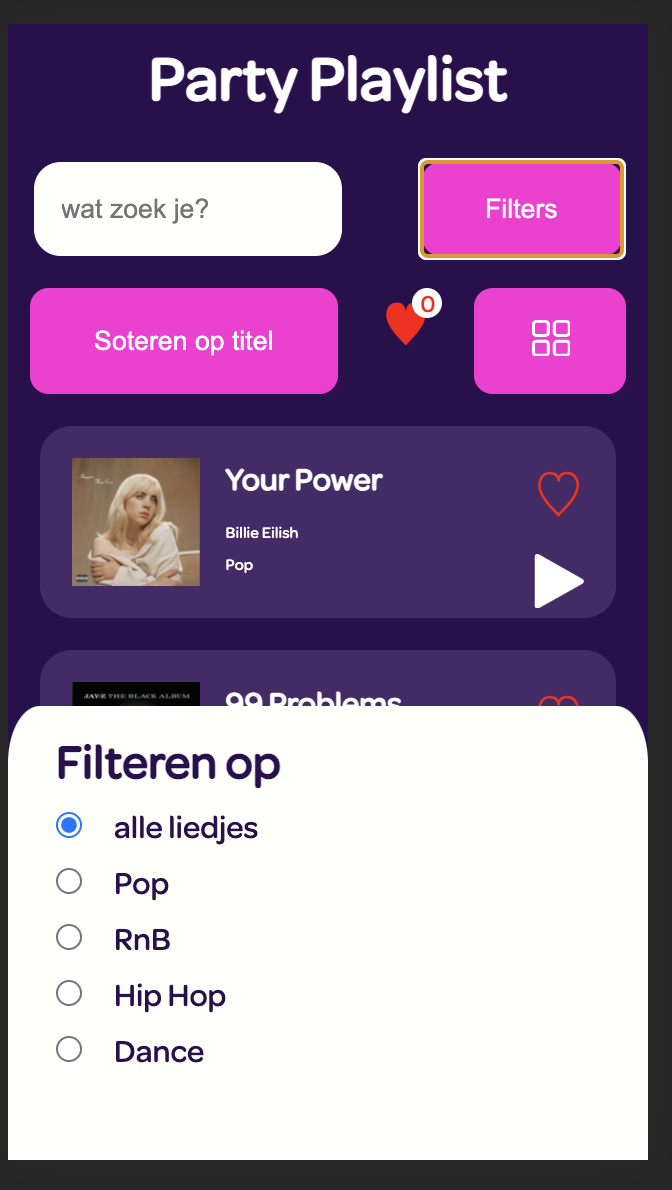 Party Playlist
wat zoek je?
Filters
Soteren op titel
0
Your Power
Billie Eilish
Pop
JAY-Z THE BLACK ALBUM
99 Problems
Filteren op
alle liedjes
Pop
RnB
Hip Hop
Dance